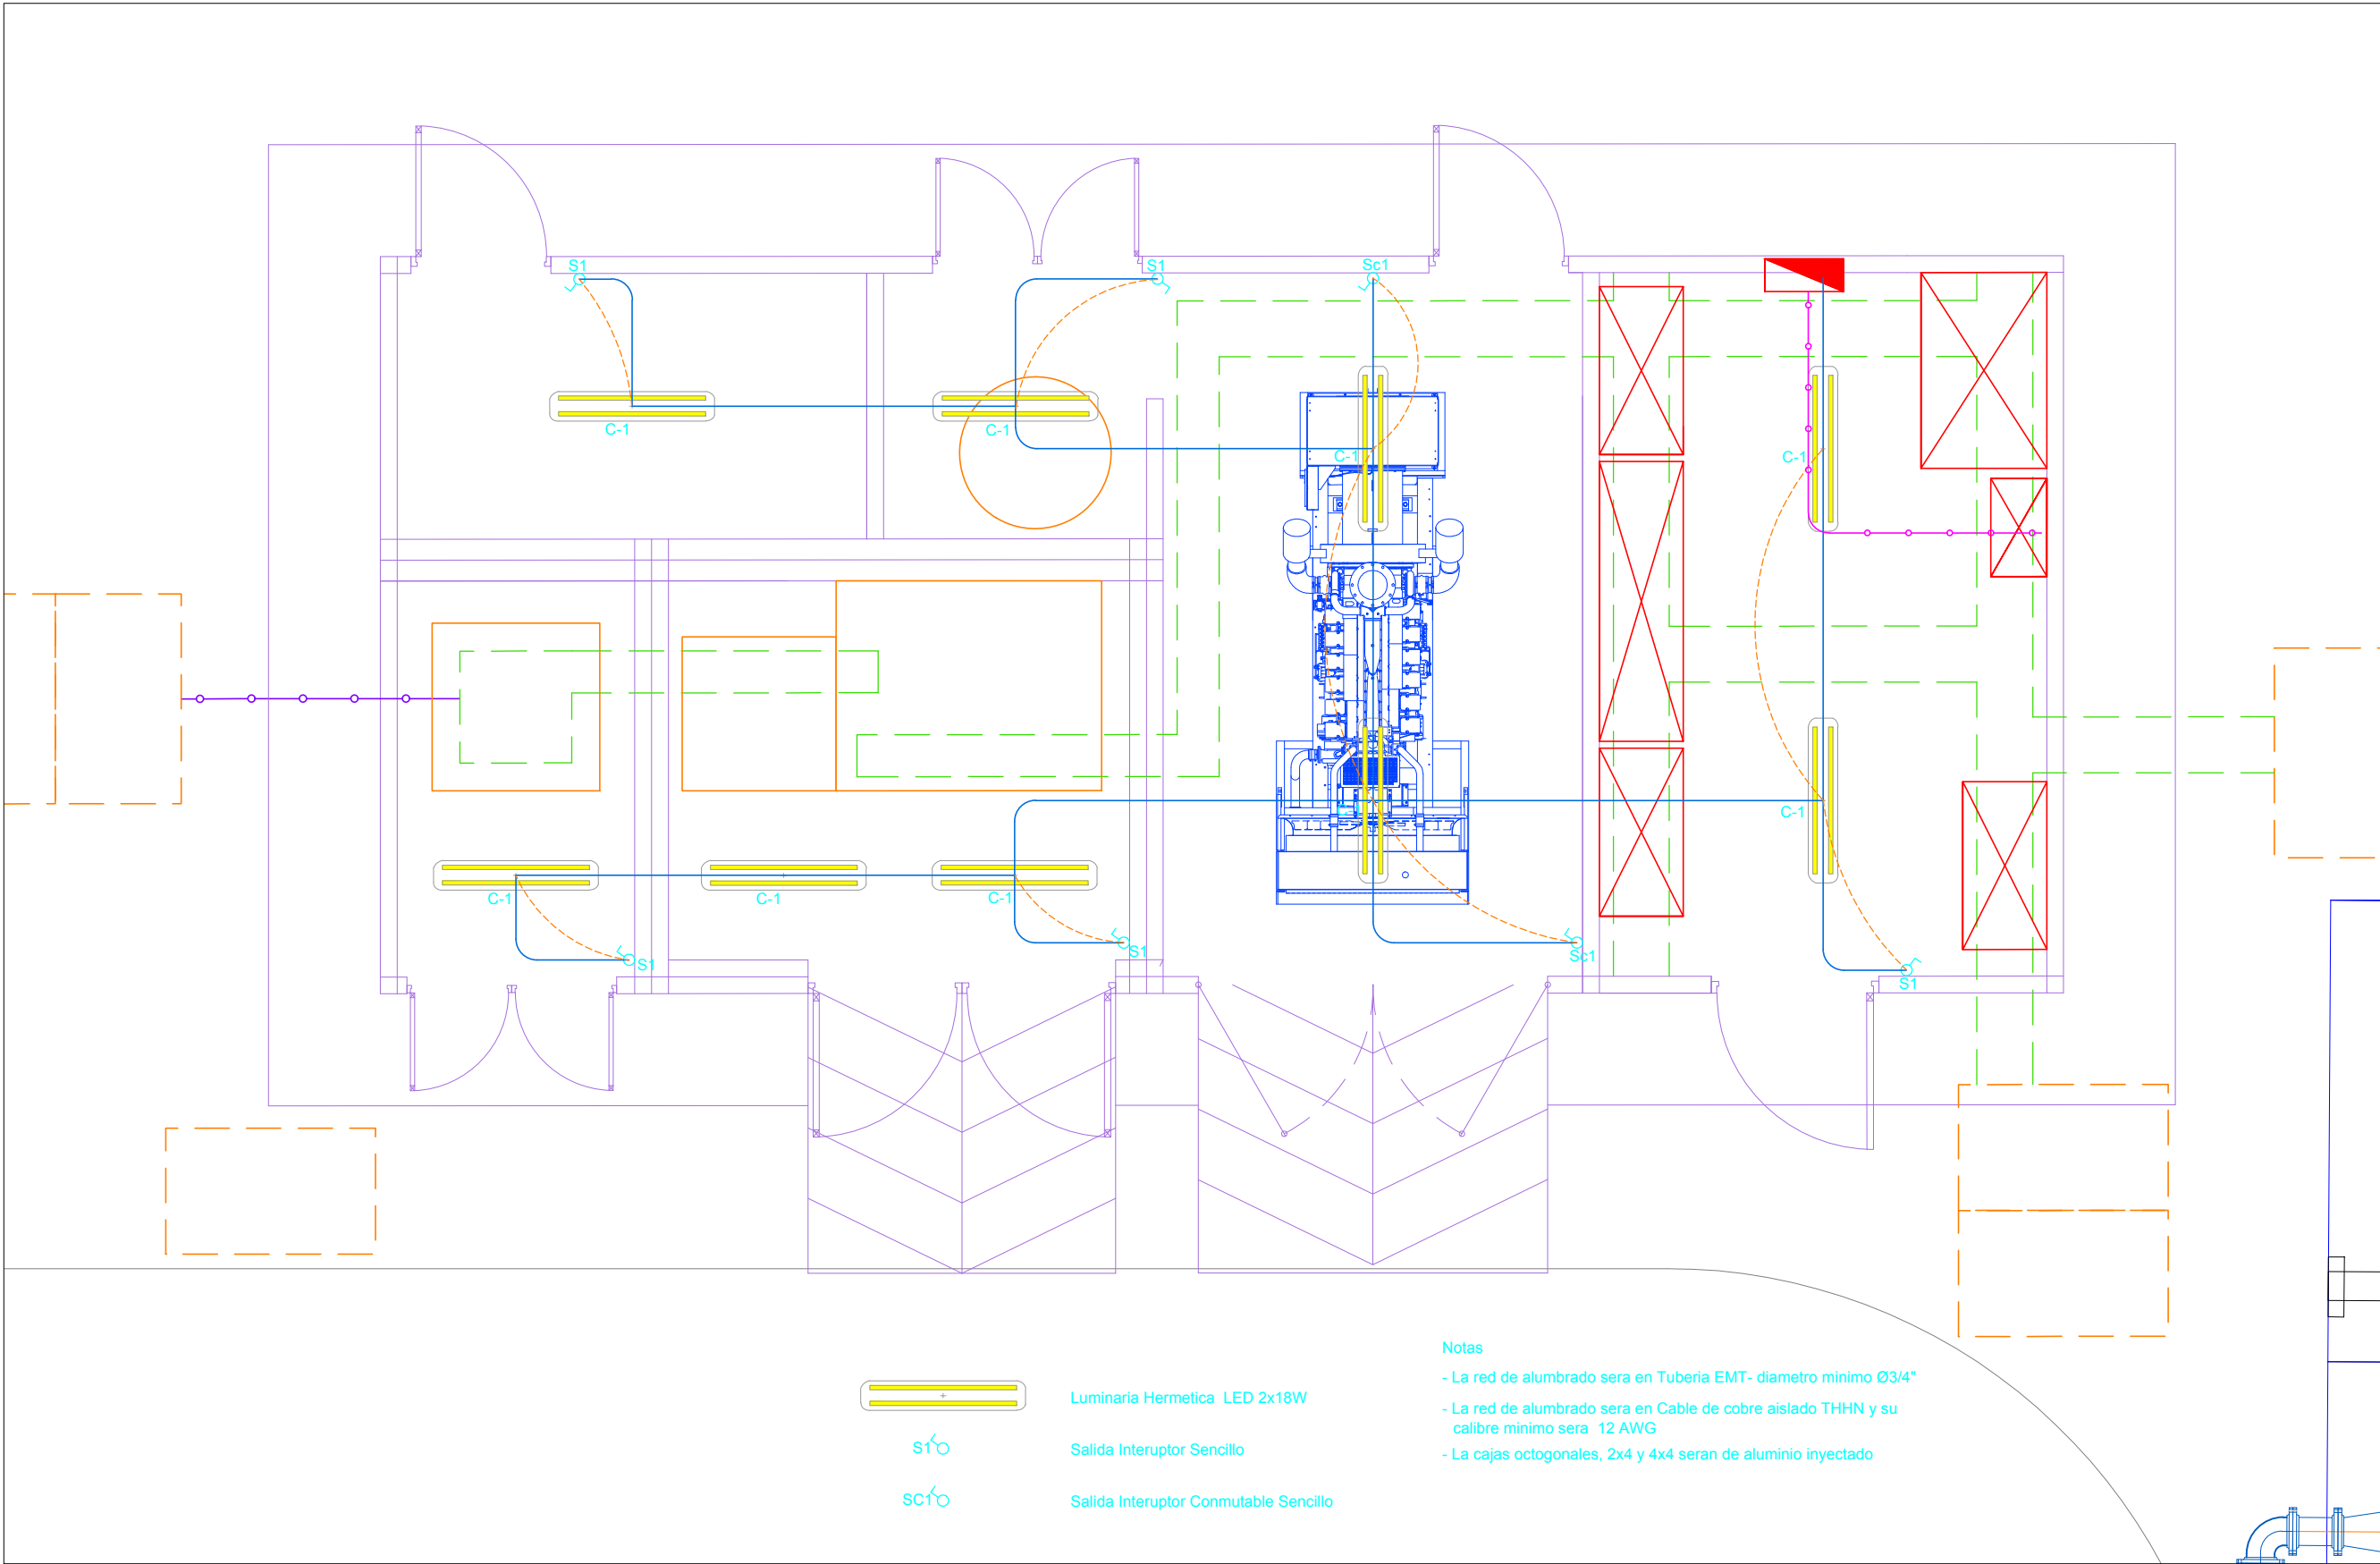 S1
S1
Sc1
C-1
C-1
C-1
C-1
C-1
C-1
C-1
C-1
S1
S1
Sc1
S1
Notas
- La red de alumbrado sera en Tuberia EMT- diametro minimo Ø3/4"
- La red de alumbrado sera en Cable de cobre aislado THHN y su
calibre minimo sera 12 AWG
- La cajas octogonales, 2x4 y 4x4 seran de aluminio inyectado
Luminaria Hermetica LED 2x18W
S1
Salida Interuptor Sencillo
SC1
Salida Interuptor Conmutable Sencillo